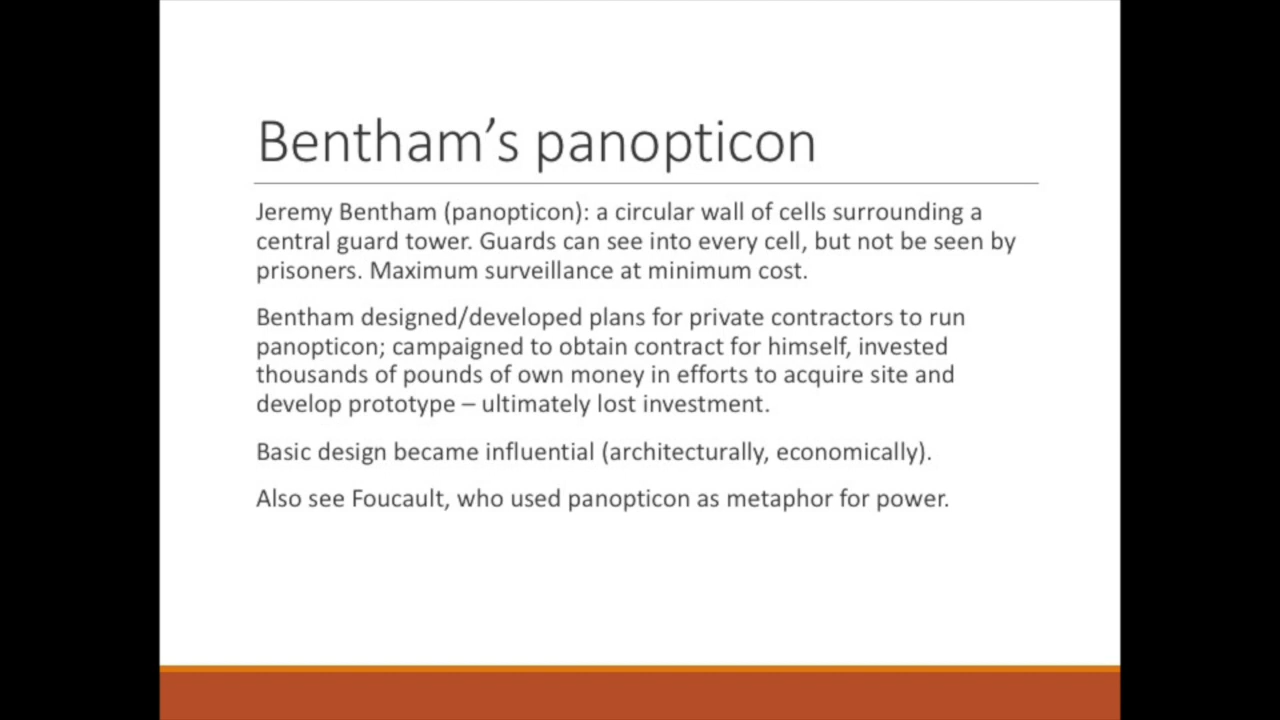 Bentham’s panopticon
Jeremy Bentham (panopticon): a circular wall of cells surrounding a
central guard tower. Guards can see into every cell, but not be seen by
prisoners. Maximum surveillance at minimum cost.
Bentham designed/developed plans for private contractors to run
panopticon; campaigned to obtain contract for himself, invested
thousands of pounds of own money in efforts to acquire site and
develop prototype – ultimately lost investment.
Basic design became influential (architecturally, economically).
Also see Foucault, who used panopticon as metaphor for power.